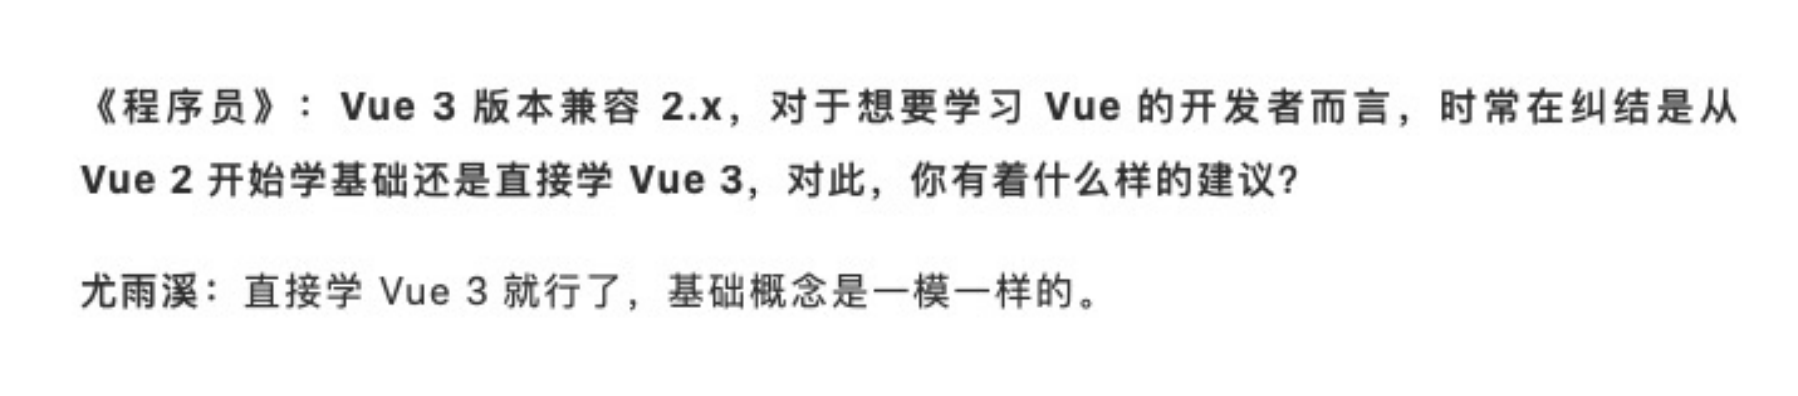 《程序员》：Vue 3 版本兼容 2.x，对于想要学习 Vue 的开发者而言，时常在纠结是从
Vue 2 开始学基础还是直接学 Vue 3，对此，你有着什么样的建议？
尤雨溪：直接学 Vue 3 就行了，基础概念是一模一样的。